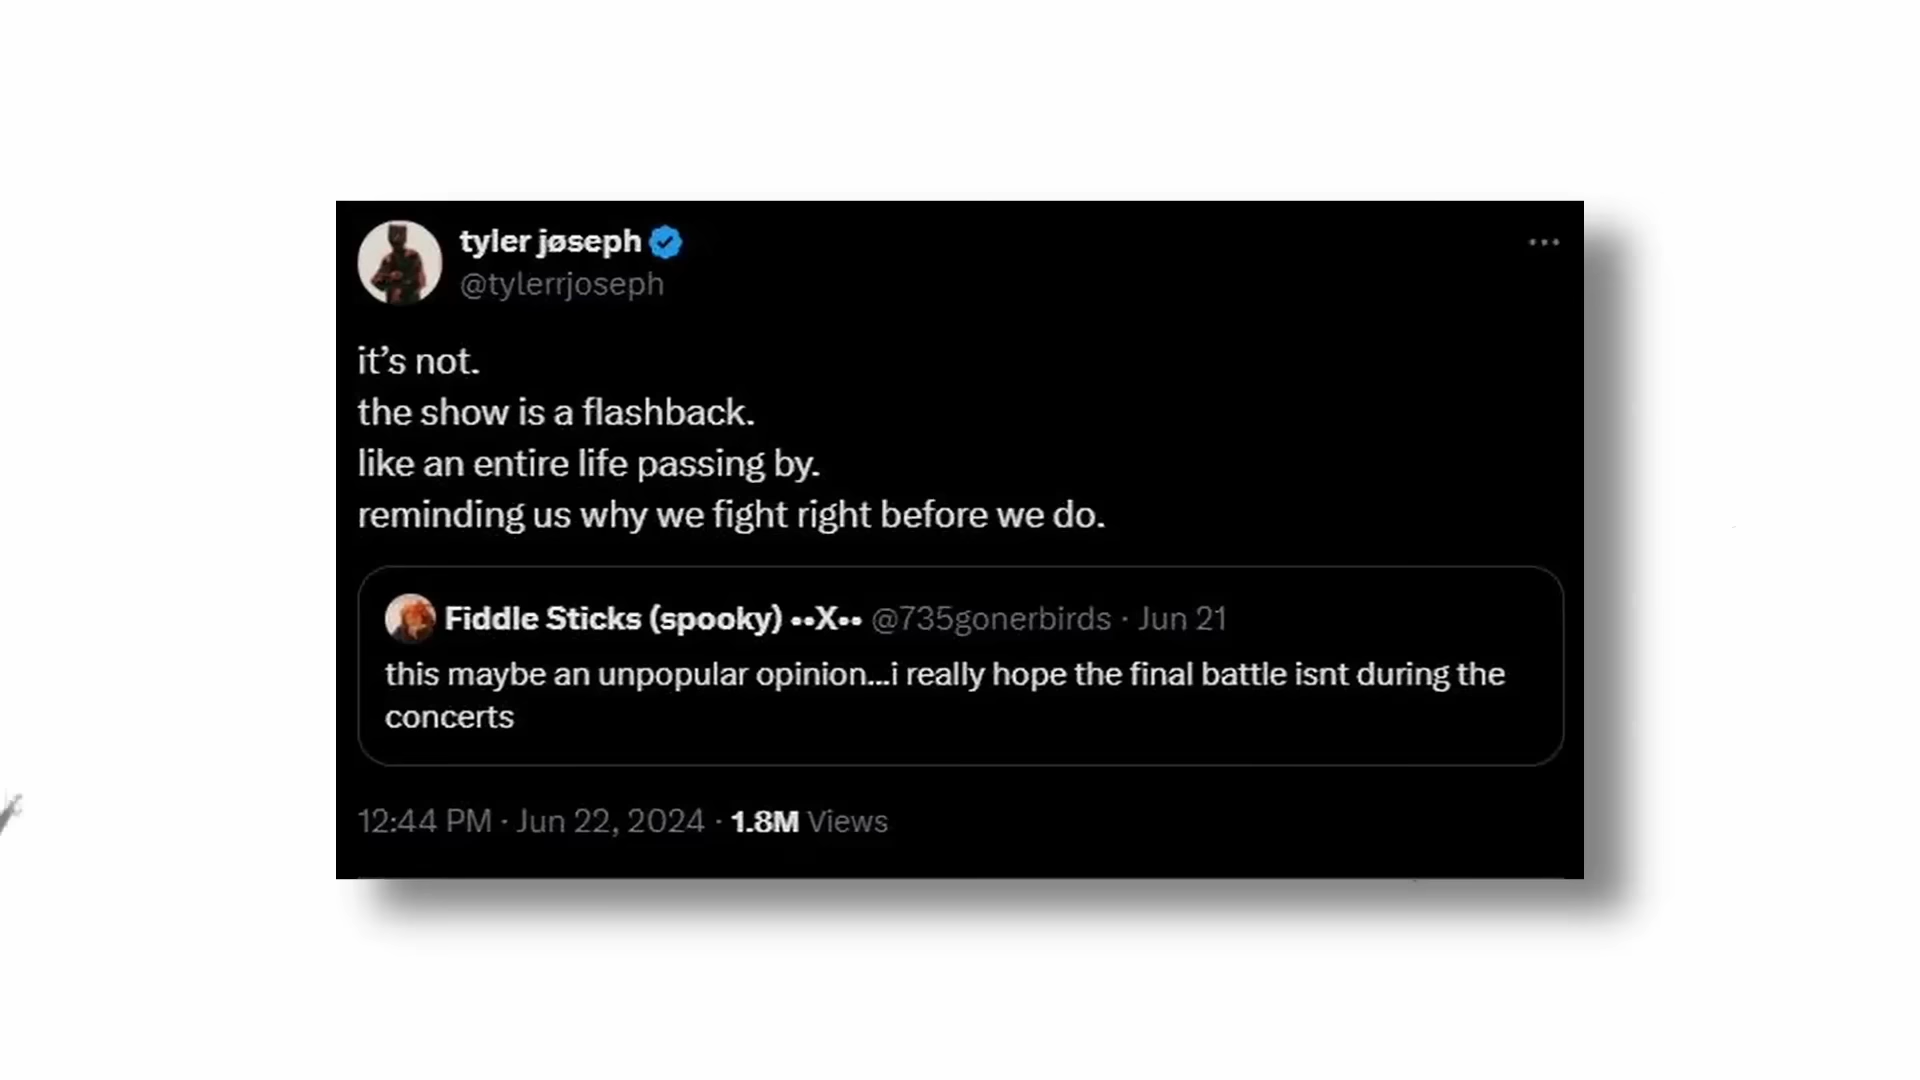 tyler jøseph
@tylerrjoseph
it’s not.
the show is a flashback.
like an entire life passing by.
reminding us why we fight right before we do.
Fiddle Sticks (spooky) ••X•• @735gonerbirds · Jun 21
this maybe an unpopular opinion...i really hope the final battle isnt during the
concerts
12:44 PM · Jun 22, 2024 · 1.8M Views